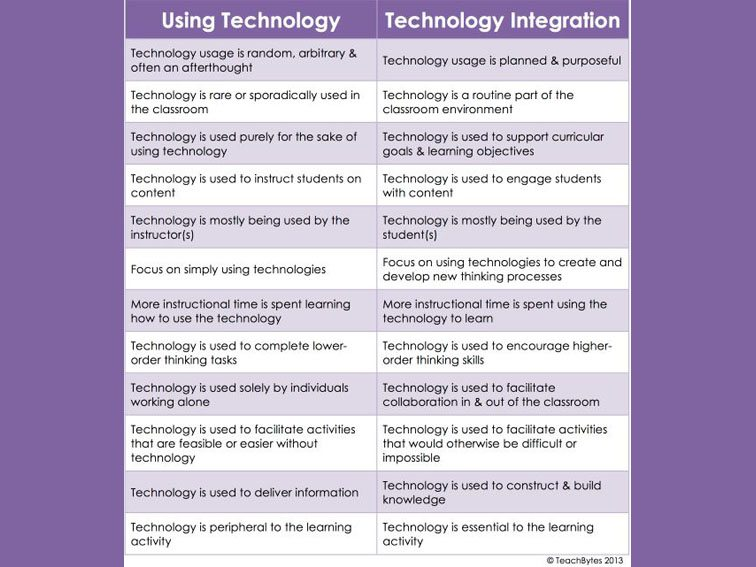 Using Technology
Technology Integration
Technology usage is random, arbitrary &
often an afterthought
Technology usage is planned & purposeful
Technology is rare or sporadically used in
the classroom
Technology is a routine part of the
classroom environment
Technology is used purely for the sake of
using technology
Technology is used to support curricular
goals & learning objectives
Technology is used to instruct students on
content
Technology is used to engage students
with content
Technology is mostly being used by the
instructor(s)
Technology is mostly being used by the
student(s)
Focus on simply using technologies
Focus on using technologies to create and
develop new thinking processes
More instructional time is spent learning
how to use the technology
More instructional time is spent using the
technology to learn
Technology is used to complete lower-
order thinking tasks
Technology is used to encourage higher-
order thinking skills
Technology is used solely by individuals
working alone
Technology is used to facilitate
collaboration in & out of the classroom
Technology is used to facilitate activities
that are feasible or easier without
technology
Technology is used to facilitate activities
that would otherwise be difficult or
impossible
Technology is used to deliver information
Technology is used to construct & build
knowledge
Technology is peripheral to the learning
activity
Technology is essential to the learning
activity
© TeachBytes 2013